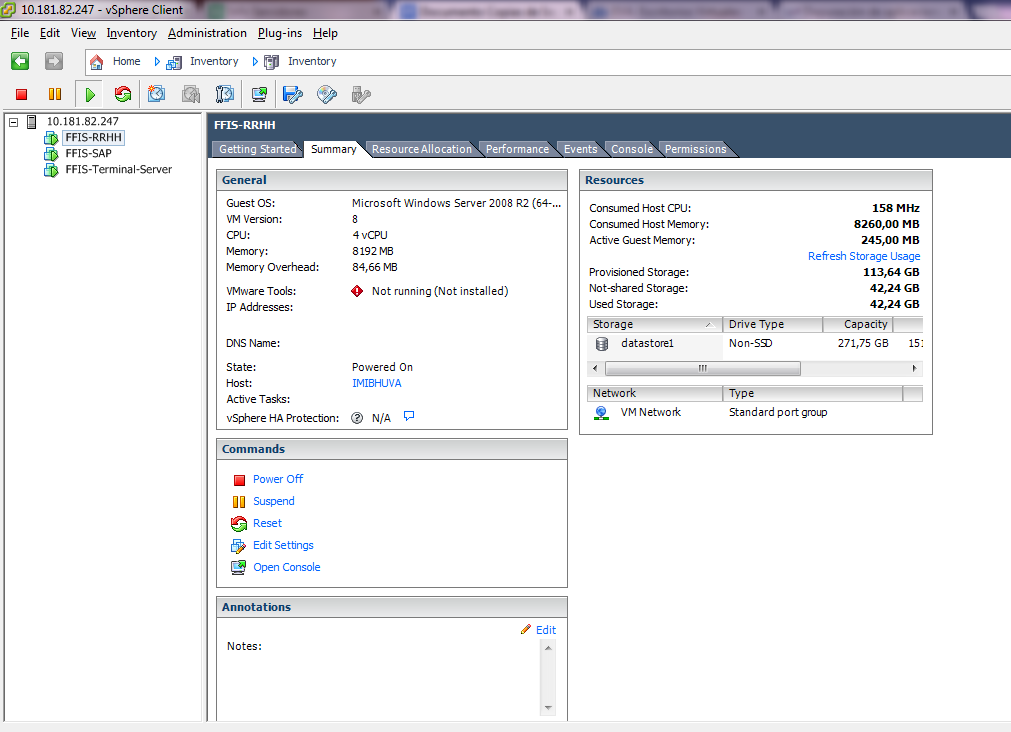 10.181.82.247 - vSphere Client
File Edit View Inventory Administration Plug-ins Help
Home Inventory Inventory
10.181.82.247
FFIS-RRHH
FFIS-SAP
FFIS-Terminal-Server
FFIS-RRHH
Getting Started Summary Resource Allocation Performance Events Console Permissions
General
Guest OS: Microsoft Windows Server 2008 R2 (64-...
VM Version: 8
CPU: 4 vCPU
Memory: 8192 MB
Memory Overhead: 84,66 MB
VMware Tools: Not running (Not installed)
IP Addresses:
DNS Name:
State: Powered On
Host: IMIBHUVA
Active Tasks:
vSphere HA Protection: N/A
Commands
Power Off
Suspend
Reset
Edit Settings
Open Console
Annotations
Edit
Notes:
Resources
Consumed Host CPU: 158 MHz
Consumed Host Memory: 8260,00 MB
Active Guest Memory: 245,00 MB
Refresh Storage Usage
Provisioned Storage: 113,64 GB
Not-shared Storage: 42,24 GB
Used Storage: 42,24 GB
Storage Drive Type Capacity
datastore1 Non-SSD 271,75 GB 151
Network Type
VM Network Standard port group